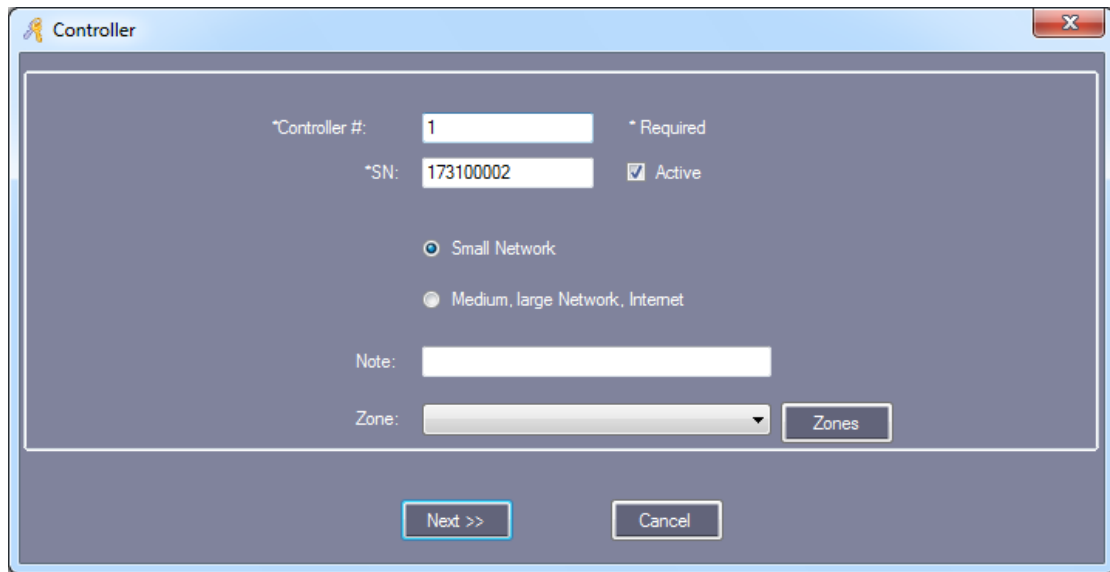 Controller
*Controller #: 1 * Required
*SN: 173100002 Active
Small Network
Medium, large Network, Internet
Note:
Zone: Zones
Next >> Cancel